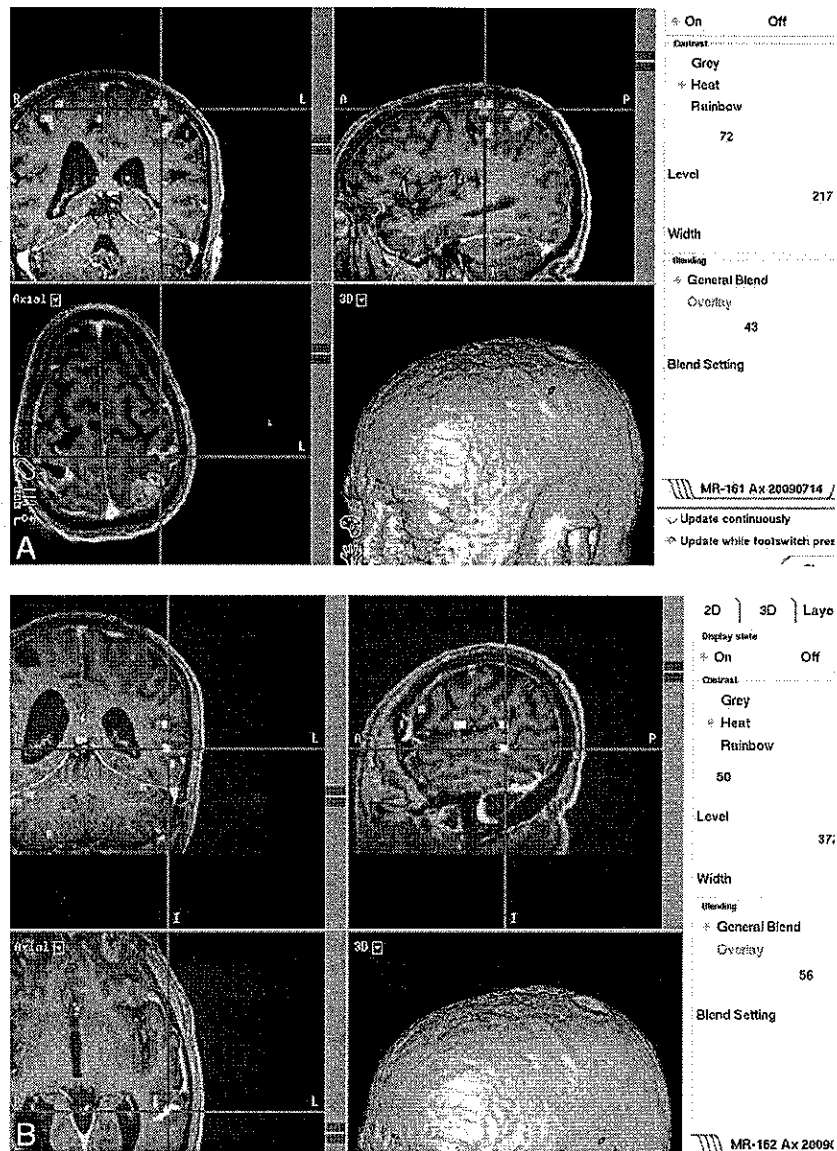 On Off
Contrast
Grey
Heat
Rainbow
72
Level
217
Width
Blending
General Blend
Overlay
43
Blend Setting
MR-161 Ax 20090714
Update continuously
Update while footswitch pres
R
L
A
P
Axial
L
3D
A
2D 3D Layo
Display state
On Off
Contrast
Grey
Heat
Rainbow
50
Level
372
Width
Blending
General Blend
Overlay
56
Blend Setting
MR-162 Ax 2009
L
I
A
P
I
Axial
L
3D
B